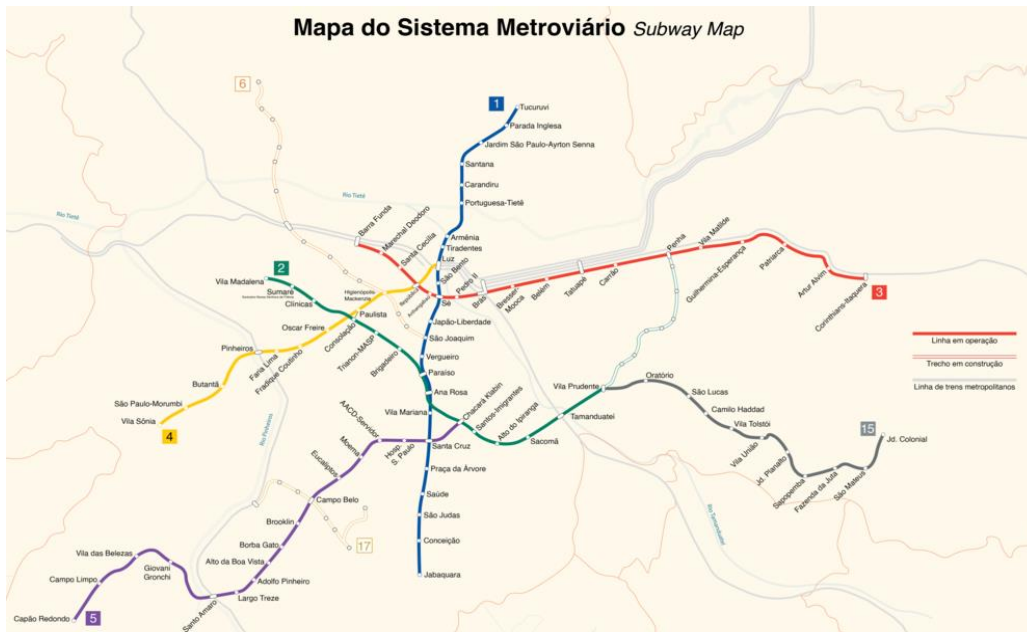 Mapa do Sistema Metroviário Subway Map
6
1
Tucuruvi
Parada Inglesa
Jardim São Paulo-Ayrton Senna
Santana
Carandiru
Portuguesa-Tietê
Rio Tietê
Rio Tietê
Barra Funda
Marechal Deodoro
Santa Cecília
Armênia
Tiradentes
Luz
São Bento
Pedro II
Brás
Bresser
Mooca
Belém
Tatuapé
Carrão
Penha
Vila Matilde
Guilhermina-Esperança
Patriarca
Artur Alvim
Corinthians-Itaquera
3
2
Vila Madalena
Sumaré
Clínicas
Higienópolis
Mackenzie
República
Anhangabaú
Sé
Paulista
Consolação
Oscar Freire
Trianon-MASP
Brigadeiro
Japão-Liberdade
São Joaquim
Vergueiro
Paraíso
Ana Rosa
Pinheiros
Faria Lima
Fradique Coutinho
Butantã
São Paulo-Morumbi
Vila Sônia
4
Rio Pinheiros
Linha em operação
Trecho em construção
Linha de trens metropolitanos
Vila Mariana
Chácara Klabin
Santos-Imigrantes
Alto do Ipiranga
Sacomã
Tamanduateí
Vila Prudente
Oratório
São Lucas
Camilo Haddad
Vila Tolstói
Vila União
Jd. Planalto
Sapopemba
Fazenda da Juta
São Mateus
15
Jd. Colonial
Rio Tamanduateí
AACD-Servidor
Hosp.
S. Paulo
Santa Cruz
Moema
Eucaliptos
Campo Belo
Brooklin
Borba Gato
Alto da Boa Vista
Adolfo Pinheiro
Largo Treze
Santo Amaro
Giovani
Gronchi
Vila das Belezas
Campo Limpo
Capão Redondo
5
17
Praça da Árvore
Saúde
São Judas
Conceição
Jabaquara